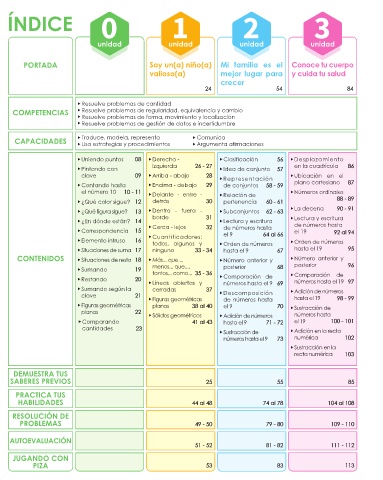 ÍNDICE
0 unidad
1 unidad
2 unidad
3 unidad
PORTADA
Soy un(a) niño(a) valioso(a)
24
Mi familia es el mejor lugar para crecer
54
Conozco tu cuerpo y cuida tu salud
84
COMPETENCIAS
Resuelve problemas de cantidad
Resuelve problemas de regularidad, equivalencia y cambio
Resuelve problemas de forma, movimiento y localización
Resuelve problemas de gestión de datos e incertidumbre
CAPACIDADES
Traduce, modela, representa
Usa estrategias y procedimientos
Comunica
Argumenta afirmaciones
CONTENIDOS
Uniendo puntos 08
Pintando con clave 09
Contando hasta el número 10 10 - 11
¿Qué color sigue? 12
¿Qué figura sigue? 13
¿En dónde están? 14
Correspondencia 15
Elemento intruso 16
Situaciones de suma 17
Situaciones de resta 18
Sumando 19
Restando 20
Sumando según la clave 21
Figuras geométricas planas 22
Comparando cantidades 23
Derecha - izquierda 26 - 27
Arriba - abajo 28
Encima - debajo 29
Delante - entre - detrás 30
Dentro - fuera - borde 31
Cerca - lejos 32
Cuantificadores: todos, algunos y ninguno 33 - 34
Más... que..., menos... que..., tantos... como... 35 - 36
Líneas abiertas y cerradas 37
Figuras geométricas planas 38 al 40
Sólidos geométricos 41 al 43
Clasificación 56
Idea de conjunto 57
Representación de conjuntos 58 - 59
Relación de pertenencia 60 - 61
Subconjuntos 62 - 63
Lectura y escritura de números hasta el 9 64 al 66
Orden de números hasta el 9 67
Número anterior y posterior 68
Comparación de números hasta el 9 69
Descomposición de números hasta el 9 70
Adición de números hasta el 9 71 - 72
Sustracción de números hasta el 9 73
Desplazamiento en la cuadrícula 86
Ubicación en el plano cartesiano 87
Números ordinales 88 - 89
La decena 90 - 91
Lectura y escritura de números hasta el 19 92 al 94
Orden de números hasta el 19 95
Número anterior y posterior 96
Comparación de números hasta el 19 97
Adición de números hasta el 19 98 - 99
Sustracción de números hasta el 19 100 - 101
Adición en la recta numérica 102
Sustracción en la recta numérica 103
DEMUESTRA TUS SABERES PREVIOS
25
55
85
PRACTICA TUS HABILIDADES
44 al 48
74 al 78
104 al 108
RESOLUCIÓN DE PROBLEMAS
49 - 50
79 - 80
109 - 110
AUTOEVALUACIÓN
51 - 52
81 - 82
111 - 112
JUGANDO CON PIZA
53
83
113